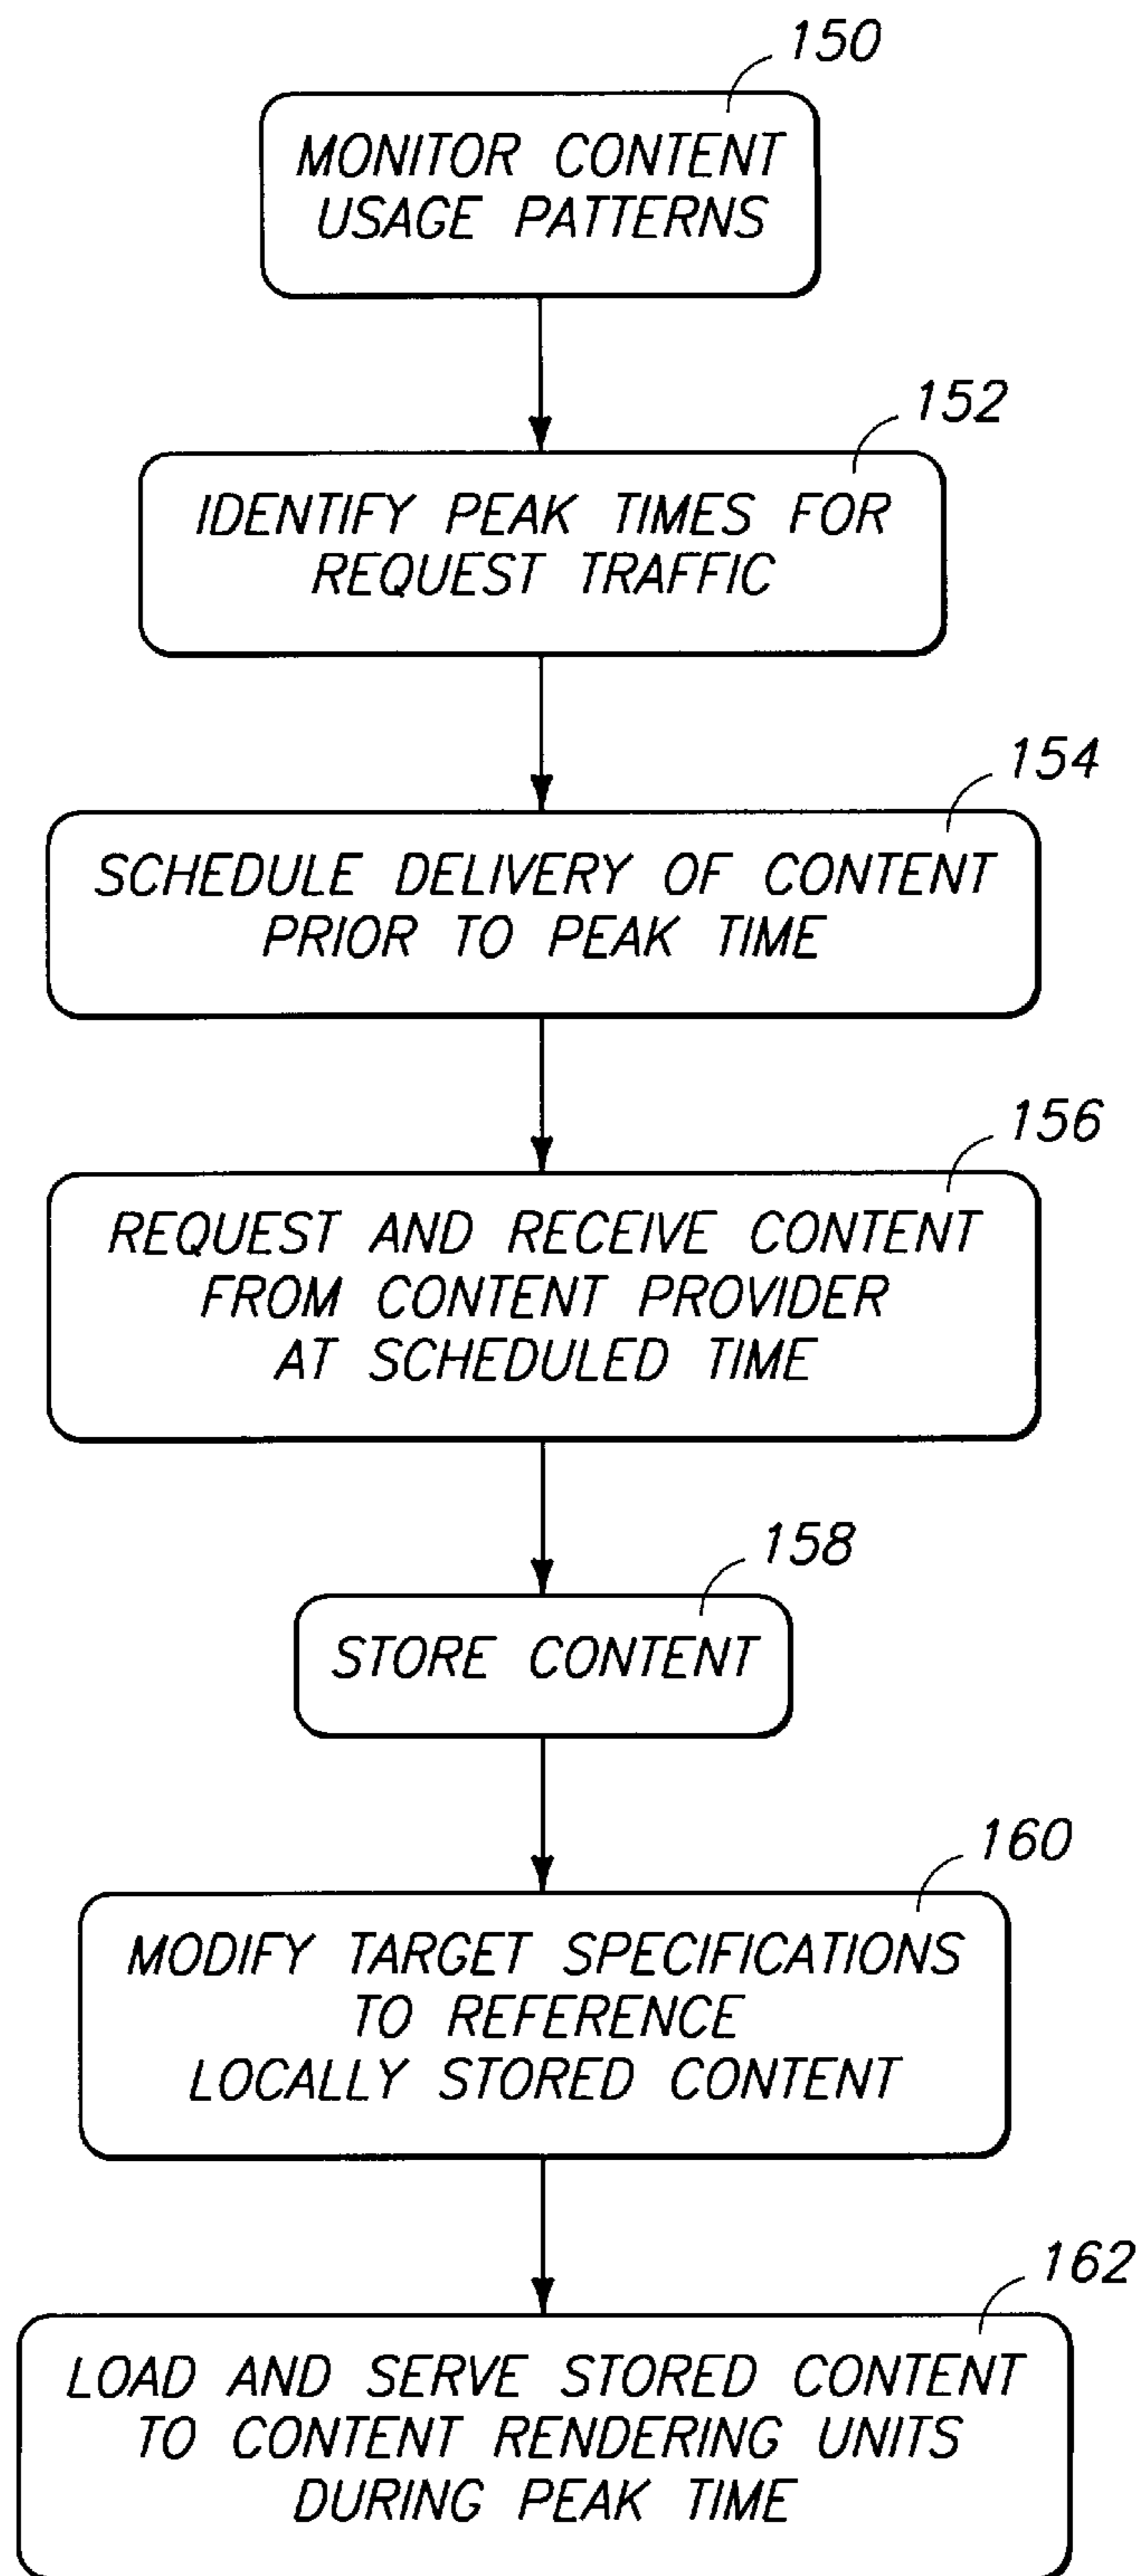 150
MONITOR CONTENT
USAGE PATTERNS
152
IDENTIFY PEAK TIMES FOR
REQUEST TRAFFIC
154
SCHEDULE DELIVERY OF CONTENT
PRIOR TO PEAK TIME
156
REQUEST AND RECEIVE CONTENT
FROM CONTENT PROVIDER
AT SCHEDULED TIME
158
STORE CONTENT
160
MODIFY TARGET SPECIFICATIONS
TO REFERENCE
LOCALLY STORED CONTENT
162
LOAD AND SERVE STORED CONTENT
TO CONTENT RENDERING UNITS
DURING PEAK TIME